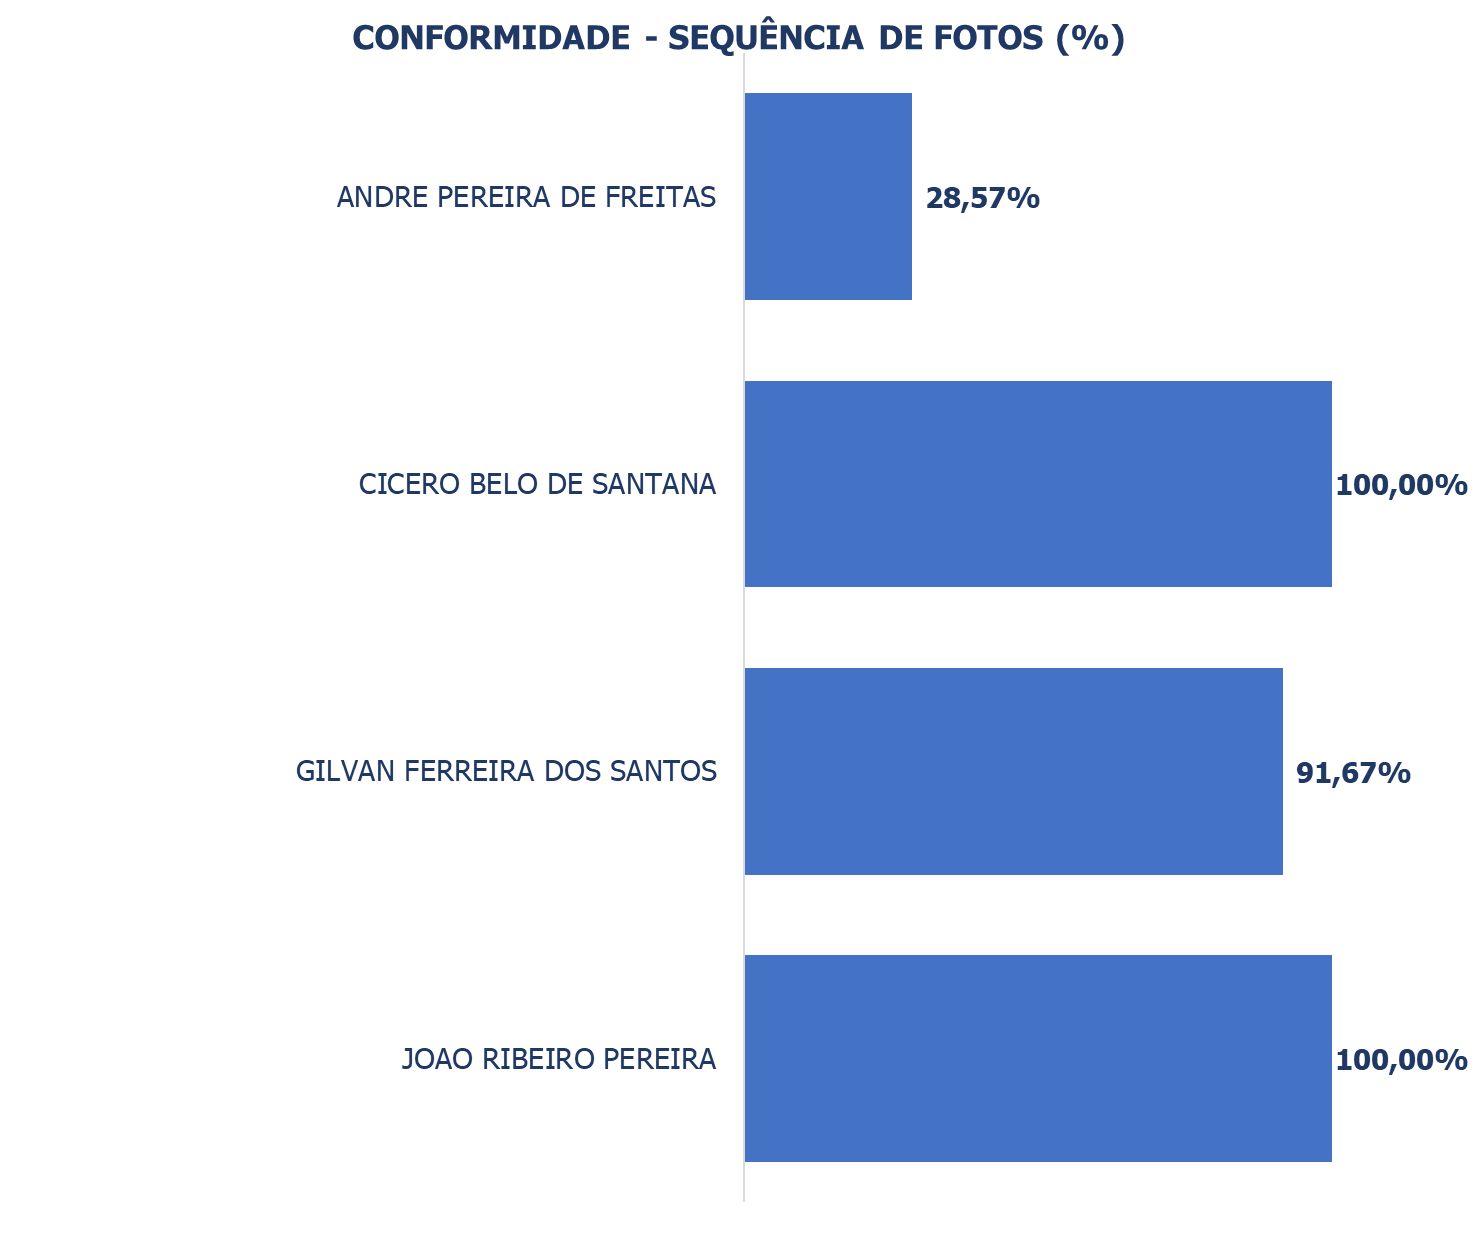 CONFORMIDADE - SEQUÊNCIA DE FOTOS (%)
ANDRE PEREIRA DE FREITAS 28,57%
CICERO BELO DE SANTANA 100,00%
GILVAN FERREIRA DOS SANTOS 91,67%
JOAO RIBEIRO PEREIRA 100,00%